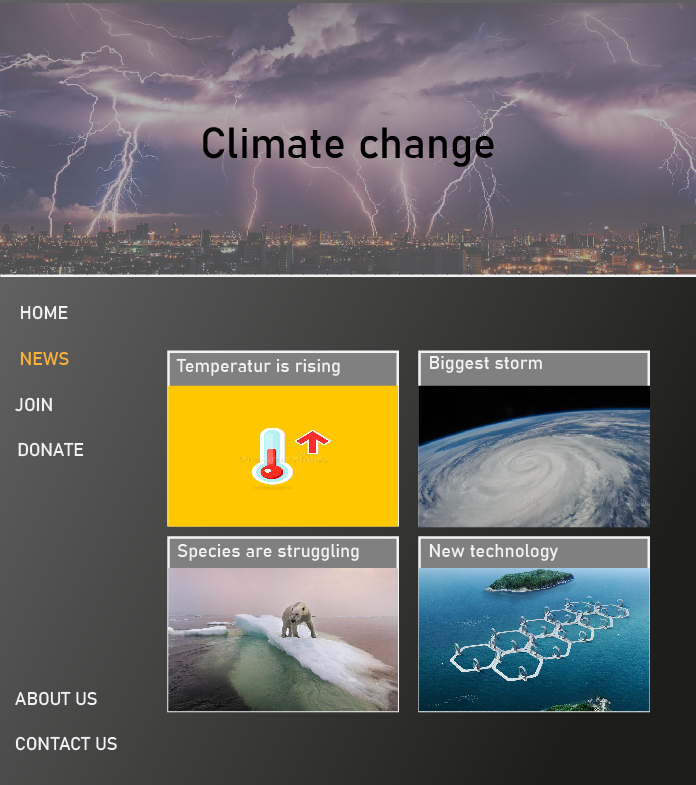 Climate change
HOME
NEWS
JOIN
DONATE
Temperatur is rising
Biggest storm
Species are struggling
New technology
ABOUT US
CONTACT US